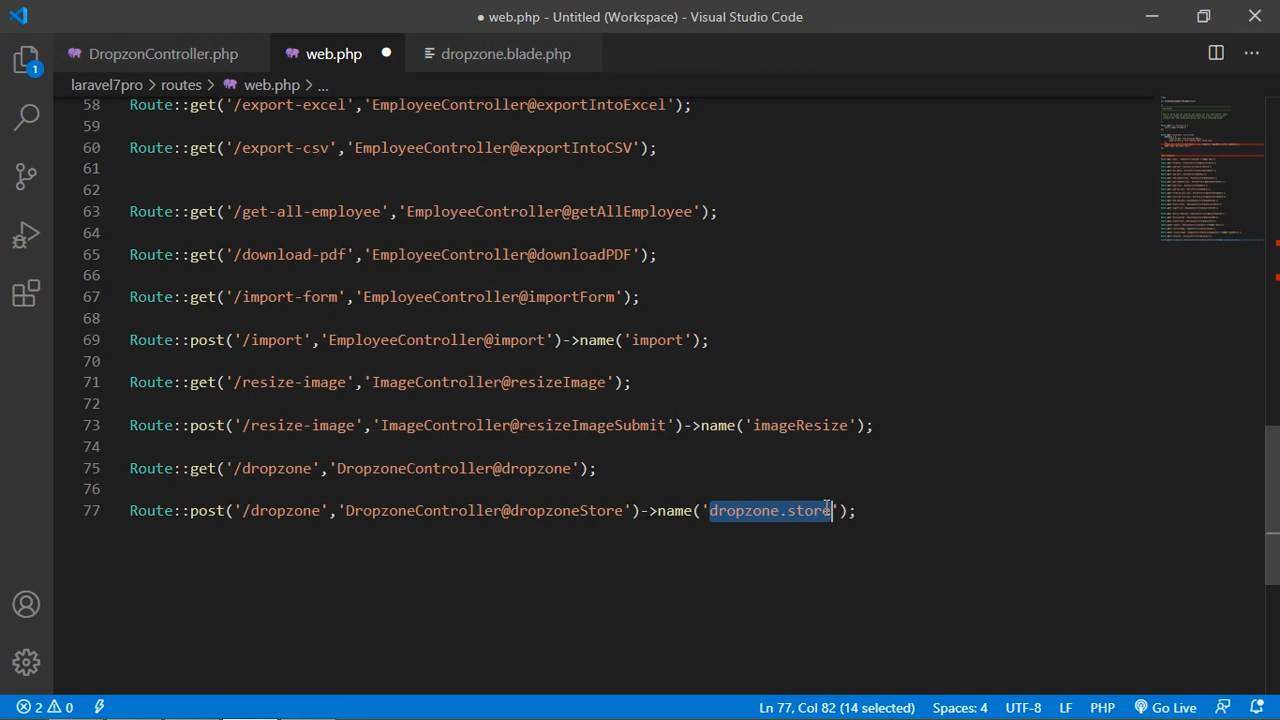 ● web.php - Untitled (Workspace) - Visual Studio Code
DropzonController.php
web.php
dropzone.blade.php
laravel7pro > routes > web.php > ...
1
58 Route::get('/export-excel','EmployeeController@exportIntoExcel');
59
60 Route::get('/export-csv','EmployeeController@exportIntoCSV');
61
62
63 Route::get('/get-all-employee','EmployeeController@getAllEmployee');
64
65 Route::get('/download-pdf','EmployeeController@downloadPDF');
66
67 Route::get('/import-form','EmployeeController@importForm');
68
69 Route::post('/import','EmployeeController@import')->name('import');
70
71 Route::get('/resize-image','ImageController@resizeImage');
72
73 Route::post('/resize-image','ImageController@resizeImageSubmit')->name('imageResize');
74
75 Route::get('/dropzone','DropzoneController@dropzone');
76
77 Route::post('/dropzone','DropzoneController@dropzoneStore')->name('dropzone.store');
2 0 Ln 77, Col 82 (14 selected) Spaces: 4 UTF-8 LF PHP Go Live